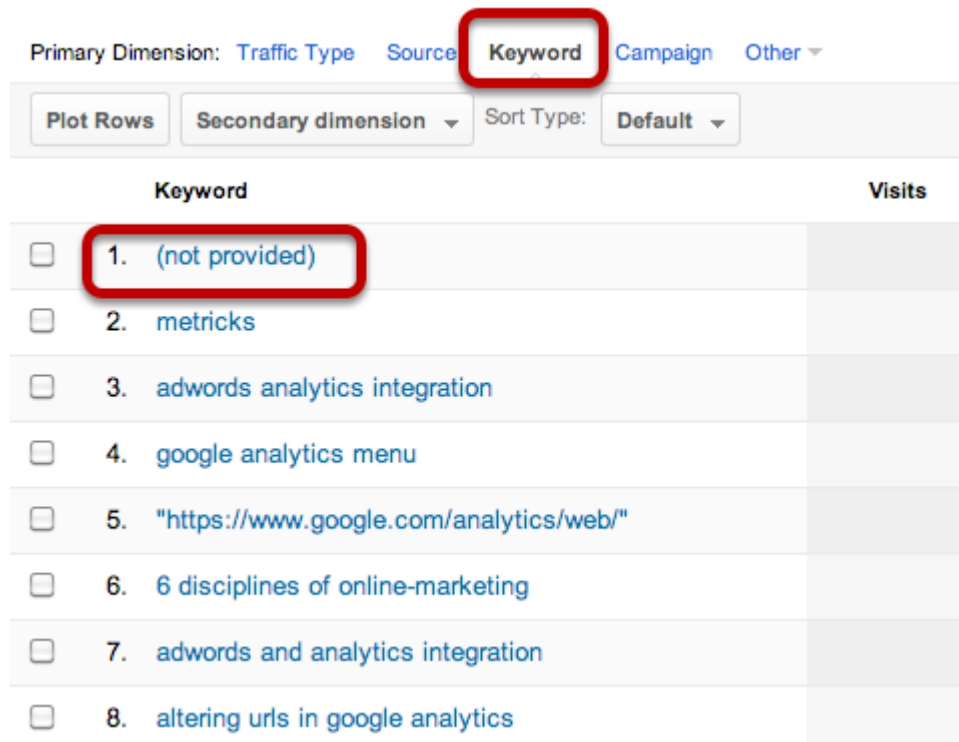 Primary Dimension: Traffic Type Source Keyword Campaign Other
Plot Rows Secondary dimension Sort Type: Default
Keyword Visits
1. (not provided)
2. metricks
3. adwords analytics integration
4. google analytics menu
5. "https://www.google.com/analytics/web/"
6. 6 disciplines of online-marketing
7. adwords and analytics integration
8. altering urls in google analytics